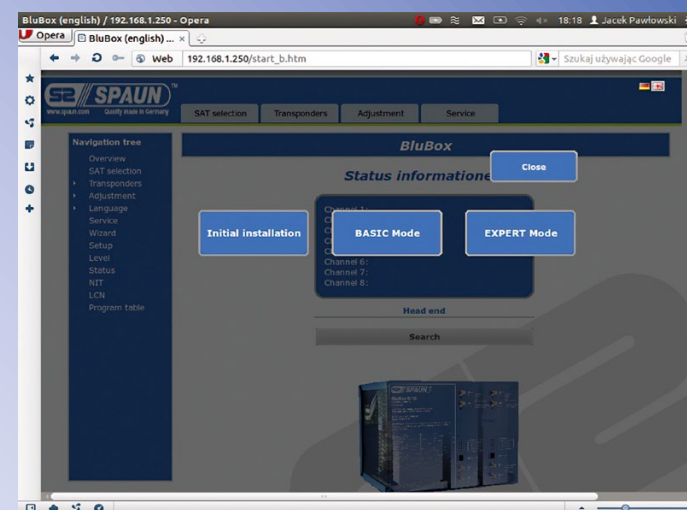 BluBox (english) / 192.168.1.250 - Opera
18:18 Jacek Pawłowski
Opera
BluBox (english) ... ×
Web
192.168.1.250/start_b.htm
Szukaj używając Google
SPAUN
www.spaun.com Quality made in Germany
SAT selection
Transponders
Adjustment
Service
Navigation tree
Overview
SAT selection
Transponders
Adjustment
Language
Service
Wizard
Setup
Level
Status
NIT
LCN
Program table
BluBox
Status informatione
Close
Channel 1:
Initial installation
BASIC Mode
EXPERT Mode
Channel 6:
Channel 7:
Channel 8:
Head end
Search
SPAUN